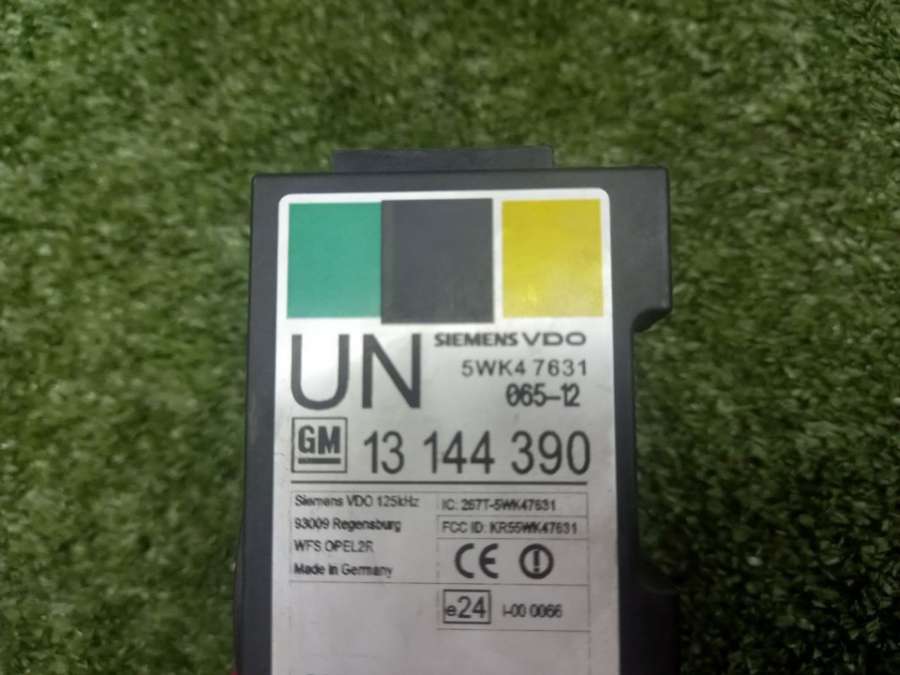 UN
SIEMENS VDO
5WK4 7631
065-12
GM 13 144 390
Siemens VDO 125kHz
93009 Regensburg
WFS OPEL2R
Made in Germany
IC: 267T-5WK47631
FCC ID: KR55WK47631
CE
e24 I-00 0066